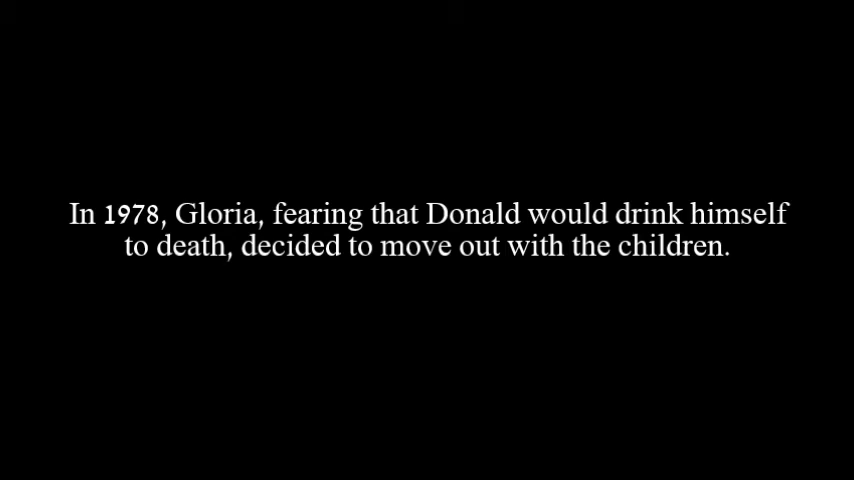 In 1978, Gloria, fearing that Donald would drink himself
to death, decided to move out with the children.